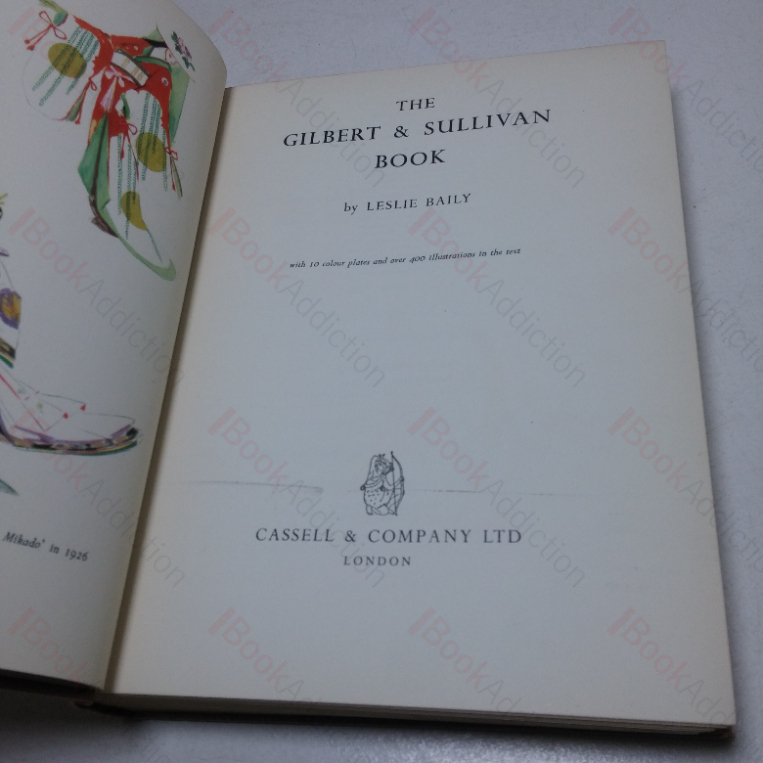 THE
GILBERT & SULLIVAN
BOOK
by LESLIE BAILY
with 10 colour plates and over 400 illustrations in the text
CASSELL & COMPANY LTD
LONDON
Mikado' in 1926
BookAddiction